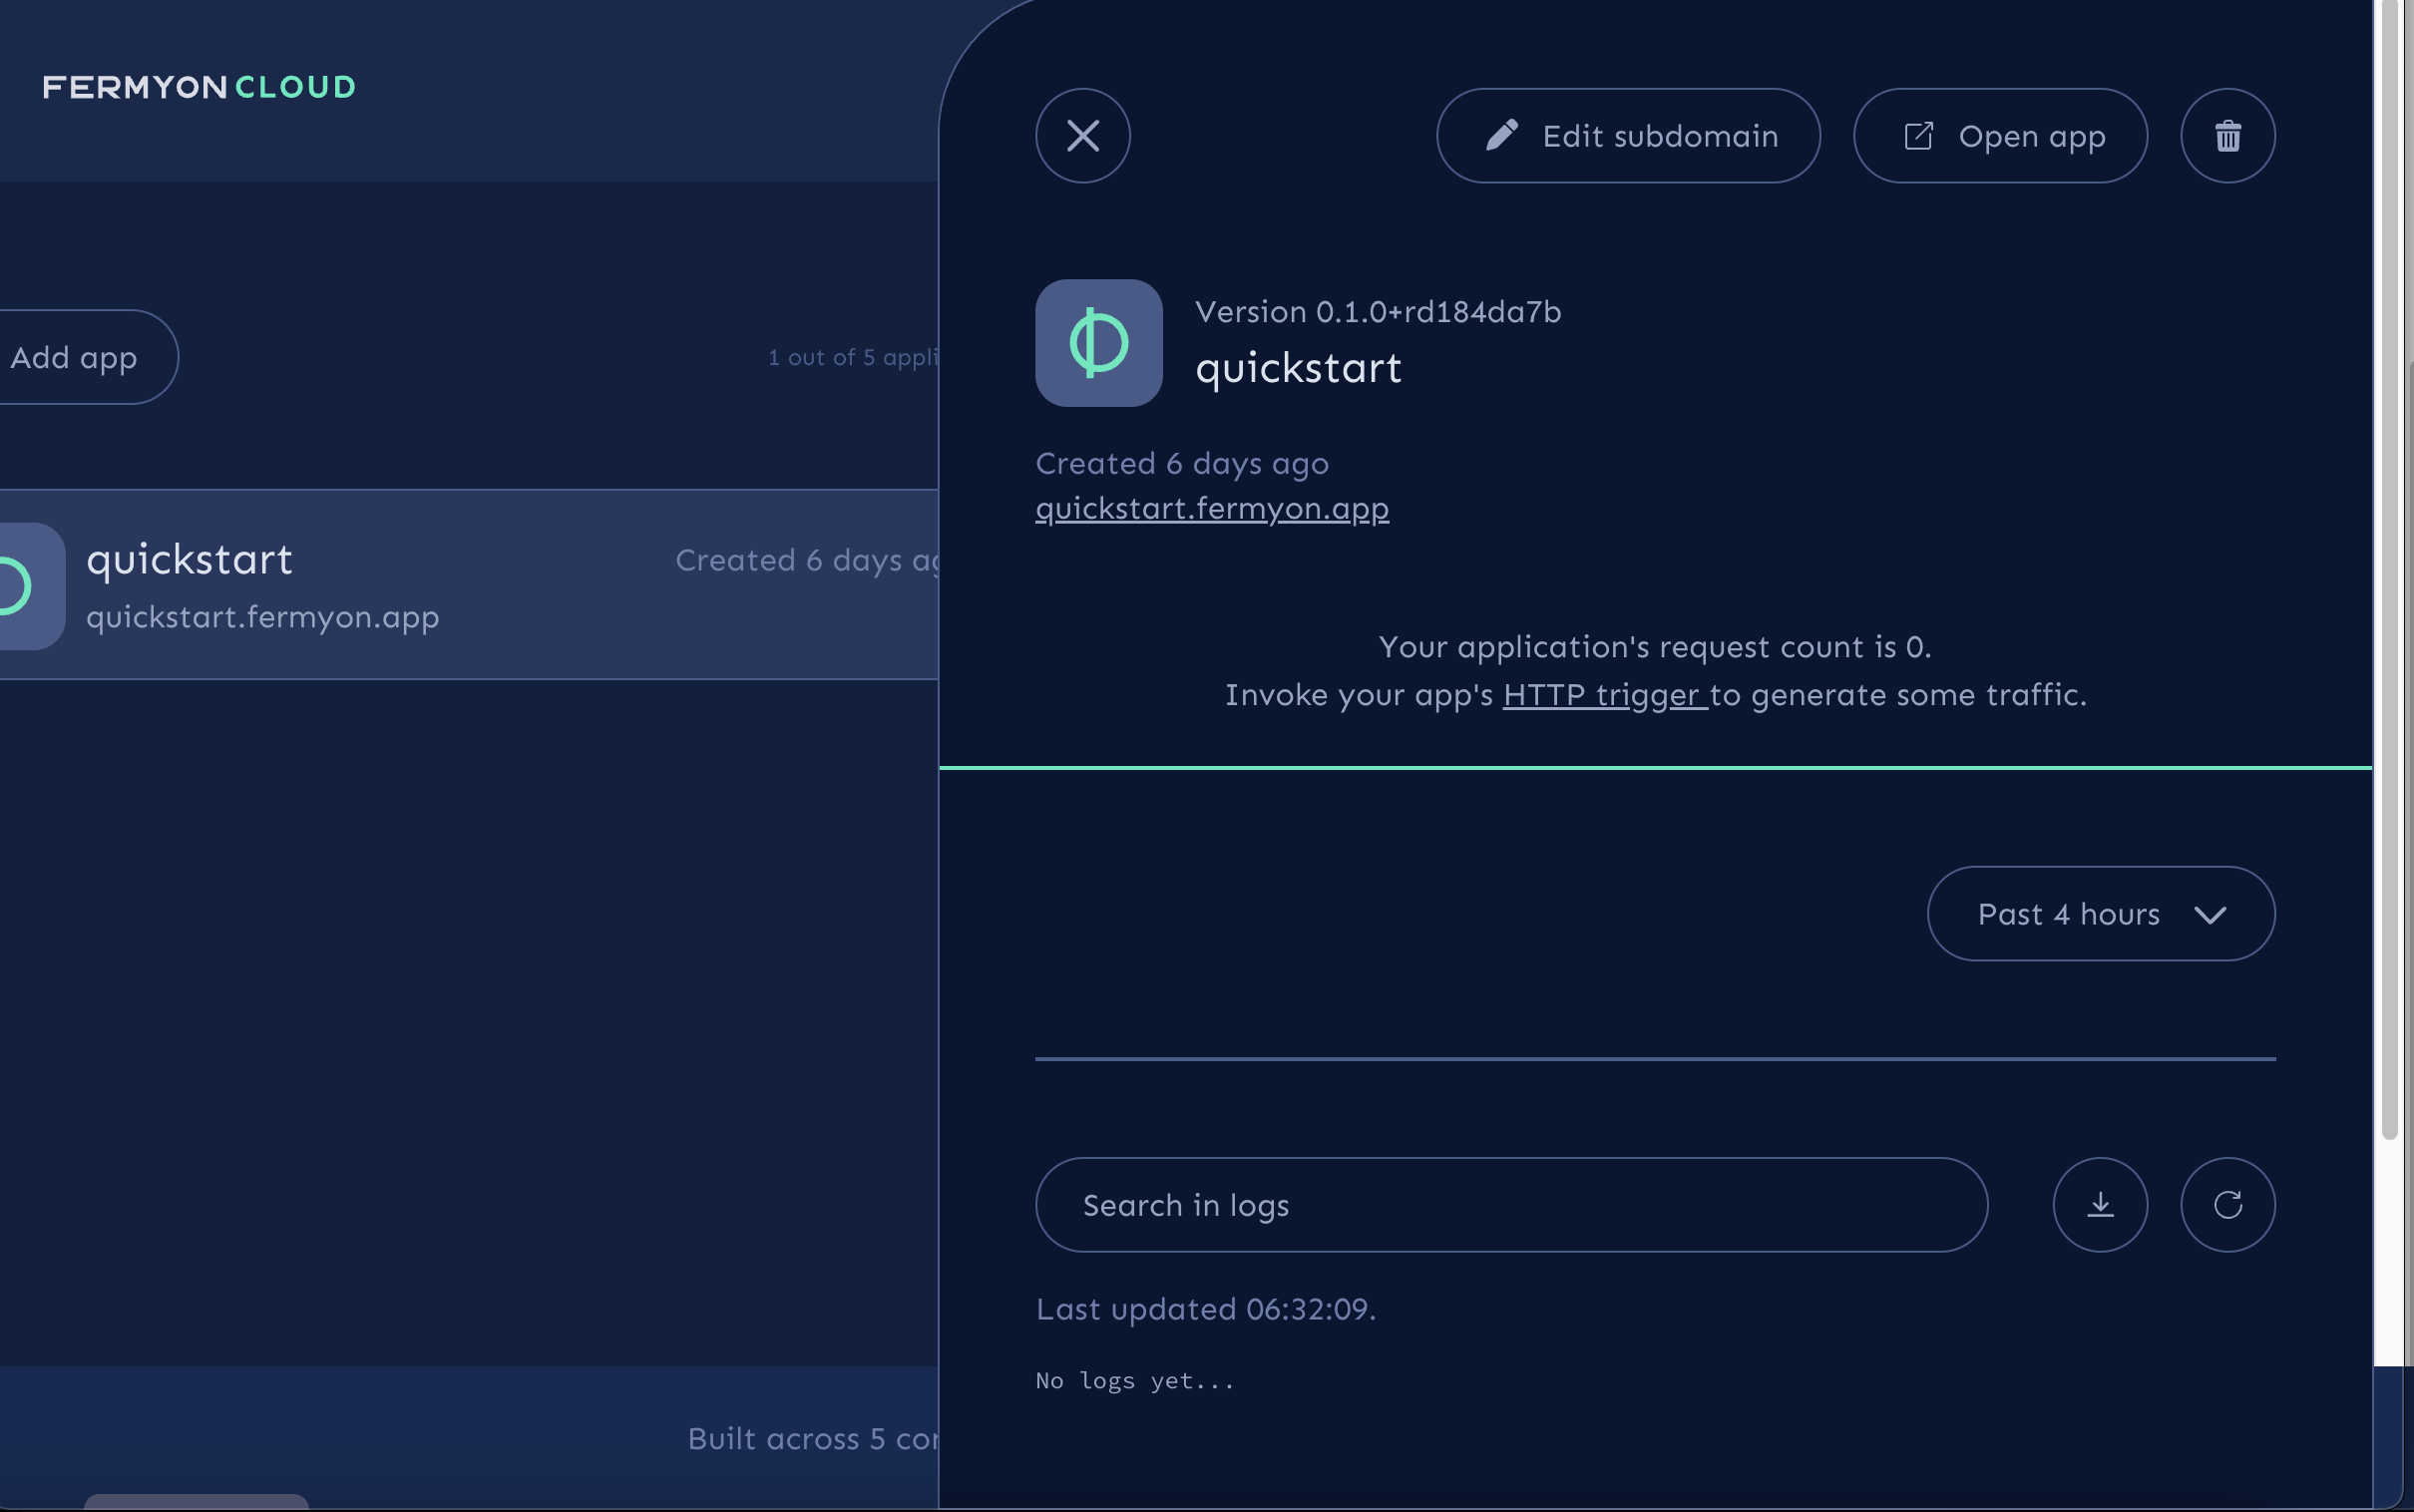 FERMYON CLOUD
Add app
1 out of 5 appli
quickstart
Created 6 days ag
quickstart.fermyon.app
Built across 5 cor
Edit subdomain
Open app
Version 0.1.0+rd184da7b
quickstart
Created 6 days ago
quickstart.fermyon.app
Your application's request count is 0.
Invoke your app's HTTP trigger to generate some traffic.
Past 4 hours
Search in logs
Last updated 06:32:09.
No logs yet...